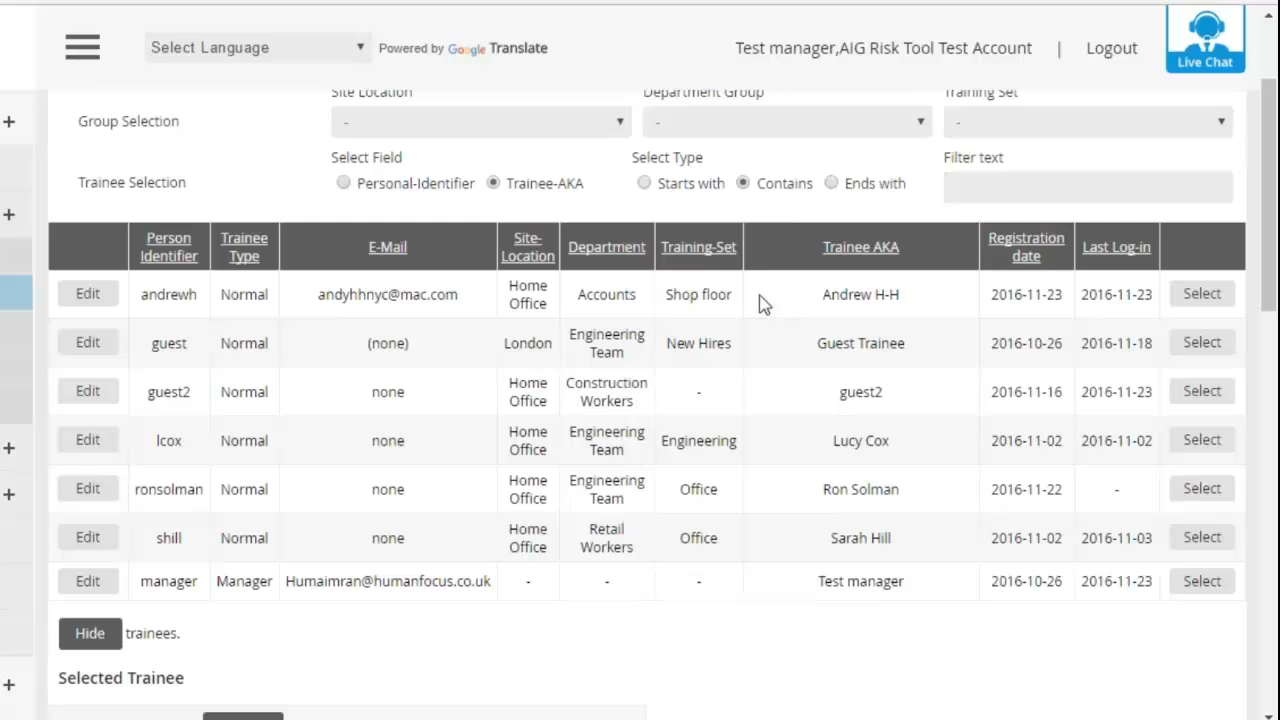 Select Language
Powered by Google Translate
Test manager,AIG Risk Tool Test Account | Logout
Live Chat
Site Location Department Group Training Set
Group Selection - - -
Select Field Select Type Filter text
Trainee Selection Personal-Identifier Trainee-AKA Starts with Contains Ends with
Person Identifier Trainee Type E-Mail Site-Location Department Training-Set Trainee AKA Registration date Last Log-in
Edit andrewh Normal andyhhnyc@mac.com Home Office Accounts Shop floor Andrew H-H 2016-11-23 2016-11-23 Select
Edit guest Normal (none) London Engineering Team New Hires Guest Trainee 2016-10-26 2016-11-18 Select
Edit guest2 Normal none Home Office Construction Workers - guest2 2016-11-16 2016-11-23 Select
Edit lcox Normal none Home Office Engineering Team Engineering Lucy Cox 2016-11-02 2016-11-02 Select
Edit ronsolman Normal none Home Office Engineering Team Office Ron Solman 2016-11-22 - Select
Edit shill Normal none Home Office Retail Workers Office Sarah Hill 2016-11-02 2016-11-03 Select
Edit manager Manager Humaimran@humanfocus.co.uk - - - Test manager 2016-10-26 2016-11-23 Select
Hide trainees.
Selected Trainee